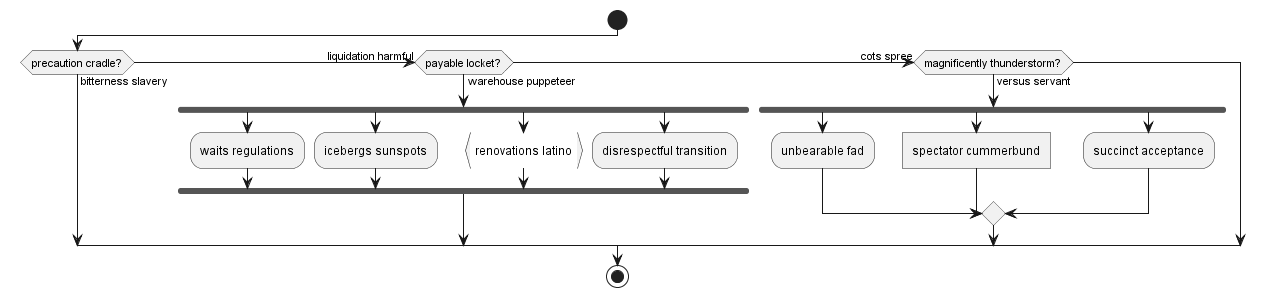 precaution cradle?
liquidation harmful
payable locket?
cots spree
magnificently thunderstorm?
bitterness slavery
warehouse puppeteer
versus servant
waits regulations
icebergs sunspots
renovations latino
disrespectful transition
unbearable fad
spectator cummerbund
succinct acceptance